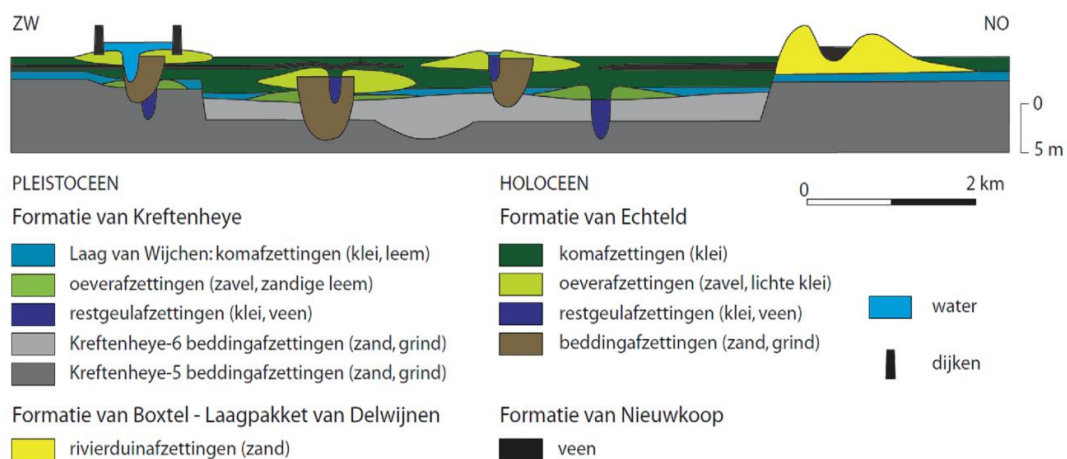 ZW
NO
0
5 m
PLEISTOCEEN
HOLOCEEN
0
2 km
Formatie van Kreftenheye
Formatie van Echteld
Laag van Wijchen: komafzettingen (klei, leem)
komafzettingen (klei)
oeverafzettingen (zavel, zandige leem)
oeverafzettingen (zavel, lichte klei)
water
restgeulafzettingen (klei, veen)
restgeulafzettingen (klei, veen)
Kreftenheye-6 beddingafzettingen (zand, grind)
beddingafzettingen (zand, grind)
dijken
Kreftenheye-5 beddingafzettingen (zand, grind)
Formatie van Boxtel - Laagpakket van Delwijnen
Formatie van Nieuwkoop
rivierduinafzettingen (zand)
veen